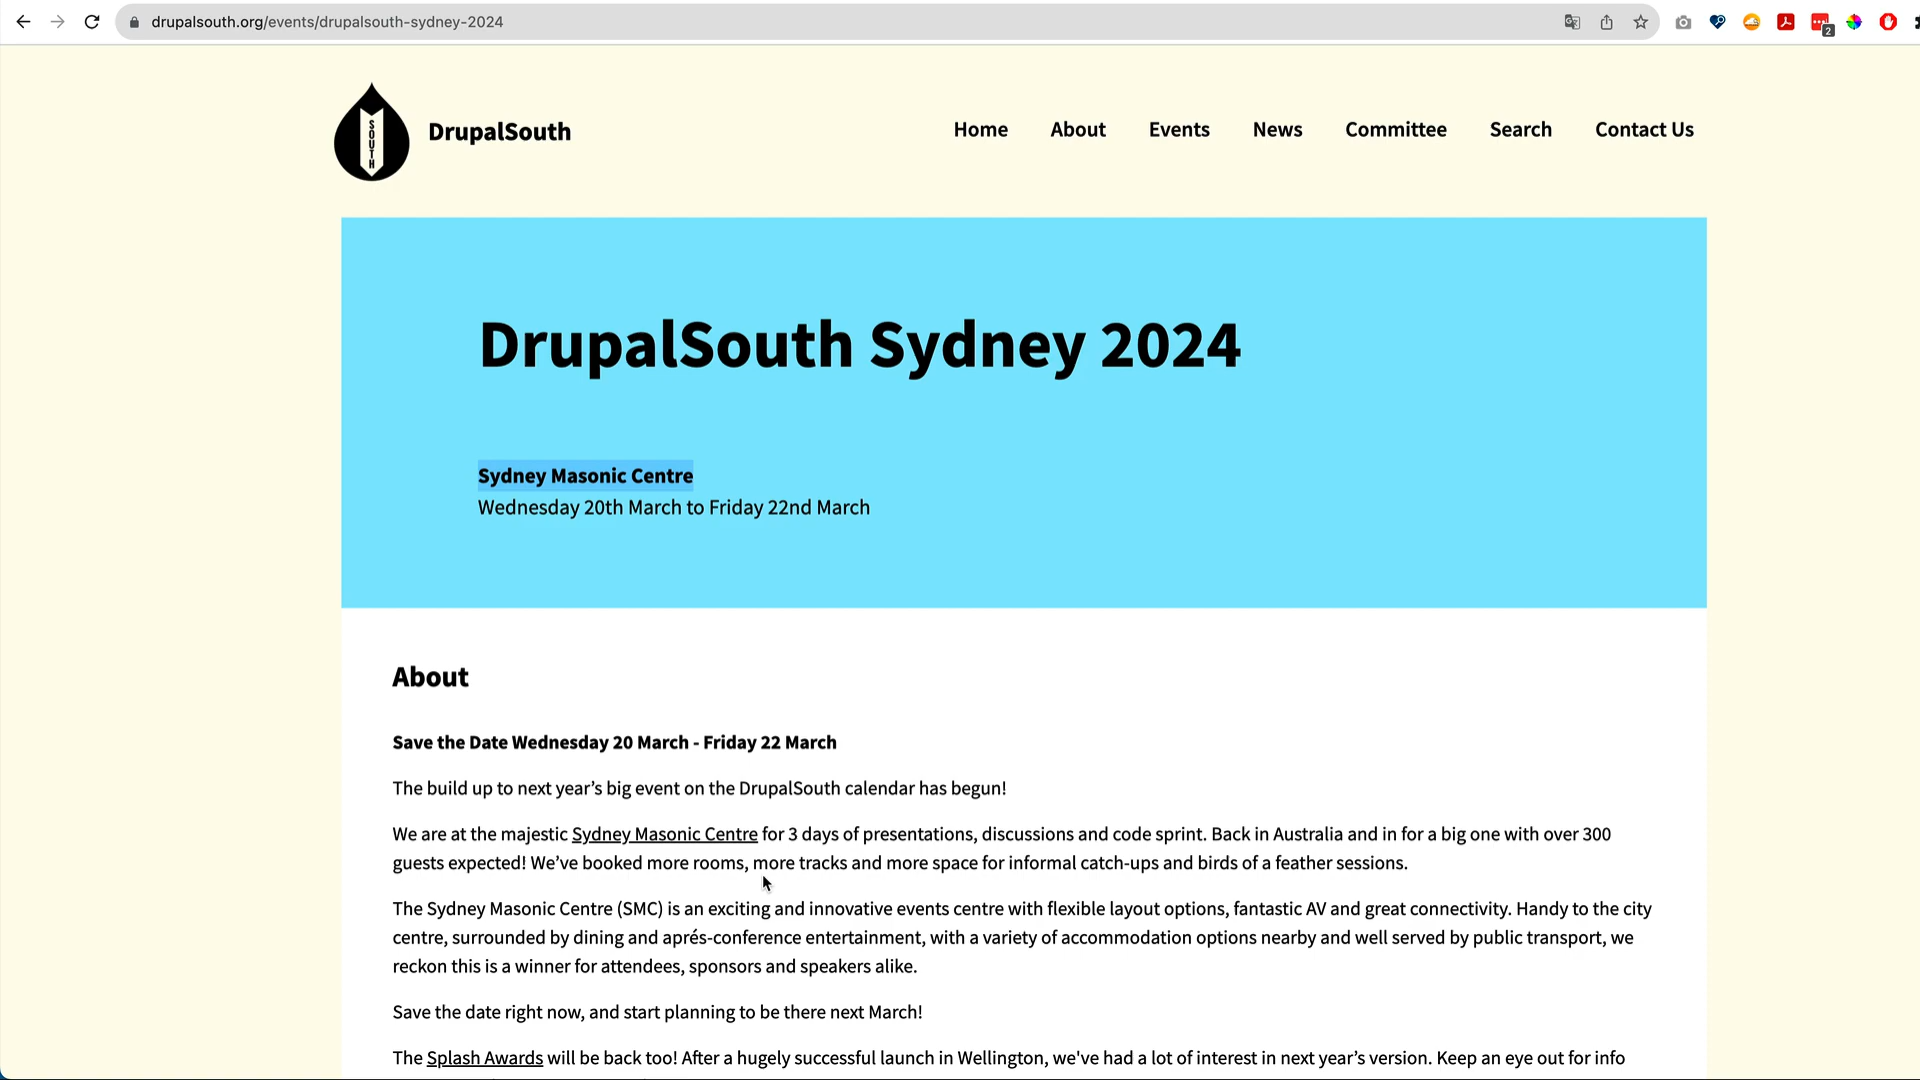 drupalsouth.org/events/drupalsouth-sydney-2024
2
SOUTH
DrupalSouth
Home About Events News Committee Search Contact Us
DrupalSouth Sydney 2024
Sydney Masonic Centre
Wednesday 20th March to Friday 22nd March
About
Save the Date Wednesday 20 March - Friday 22 March
The build up to next year’s big event on the DrupalSouth calendar has begun!
We are at the majestic Sydney Masonic Centre for 3 days of presentations, discussions and code sprint. Back in Australia and in for a big one with over 300
guests expected! We’ve booked more rooms, more tracks and more space for informal catch-ups and birds of a feather sessions.
The Sydney Masonic Centre (SMC) is an exciting and innovative events centre with flexible layout options, fantastic AV and great connectivity. Handy to the city
centre, surrounded by dining and aprés-conference entertainment, with a variety of accommodation options nearby and well served by public transport, we
reckon this is a winner for attendees, sponsors and speakers alike.
Save the date right now, and start planning to be there next March!
The Splash Awards will be back too! After a hugely successful launch in Wellington, we've had a lot of interest in next year’s version. Keep an eye out for info